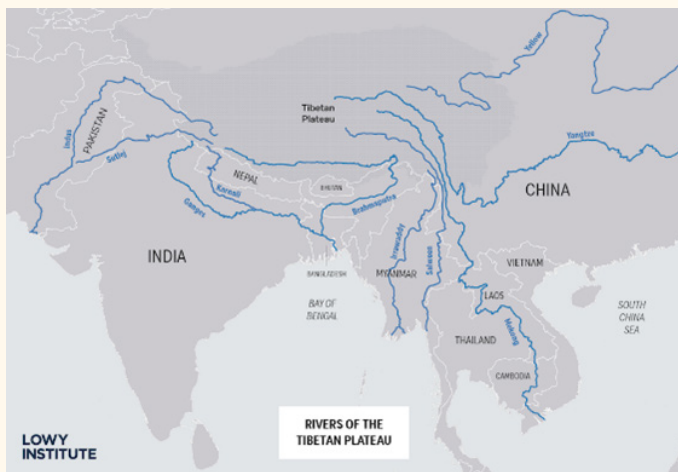 Yellow
Tibetan
Plateau
Indus
PAKISTAN
Sutlej
Yangtze
NEPAL
CHINA
Karnali
BHUTAN
Ganges
Brahmaputra
INDIA
Irrawaddy
Salween
VIETNAM
BANGLADESH
MYANMAR
LAOS
BAY OF
BENGAL
SOUTH
CHINA
SEA
Mekong
THAILAND
CAMBODIA
RIVERS OF THE
TIBETAN PLATEAU
LOWY
INSTITUTE